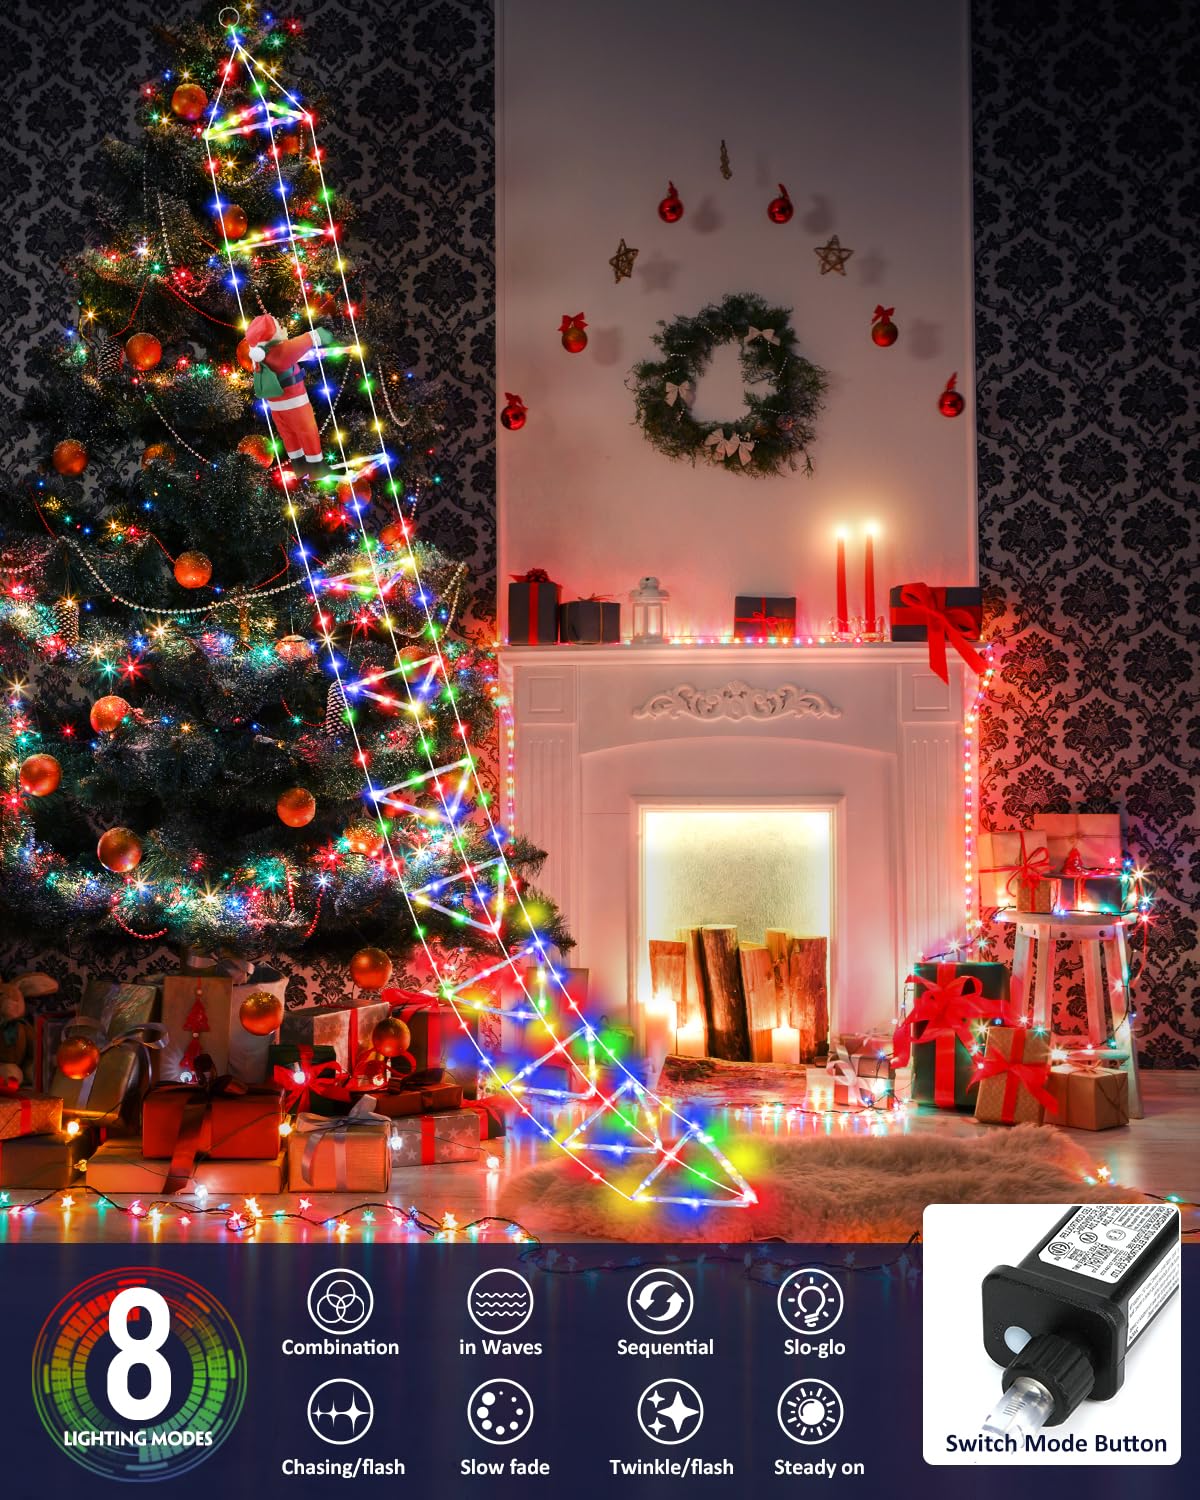 8
LIGHTING MODES
Combination
in Waves
Sequential
Slo-glo
Chasing/flash
Slow fade
Twinkle/flash
Steady on
Switch Mode Button